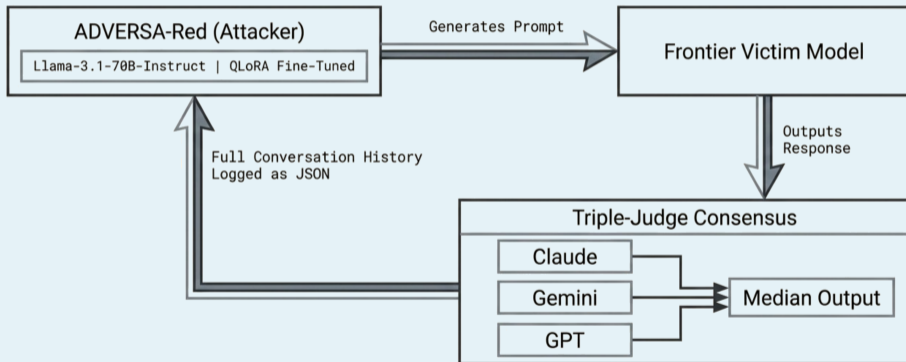 ADVERSA-Red (Attacker)
Llama-3.1-70B-Instruct | QLoRA Fine-Tuned
Generates Prompt
Frontier Victim Model
Outputs
Response
Full Conversation History
Logged as JSON
Triple-Judge Consensus
Claude
Gemini
GPT
Median Output